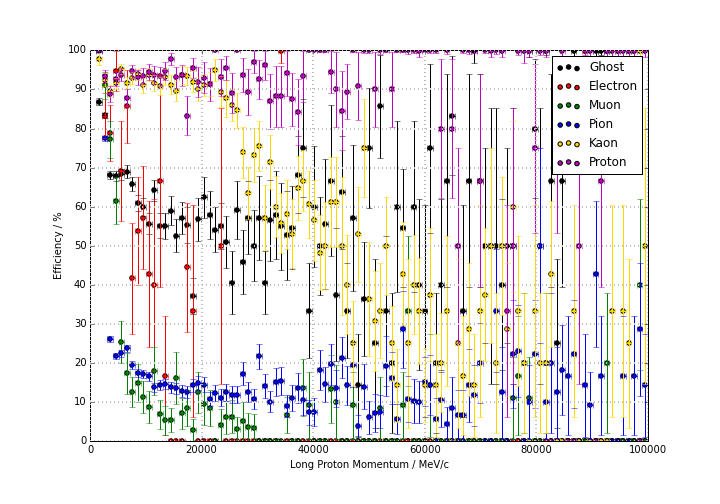 100
90
80
70
60
50
40
30
20
10
0
Efficiency / %
Ghost
Electron
Muon
Pion
Kaon
Proton
0 20000 40000 60000 80000 100000
Long Proton Momentum / MeV/c